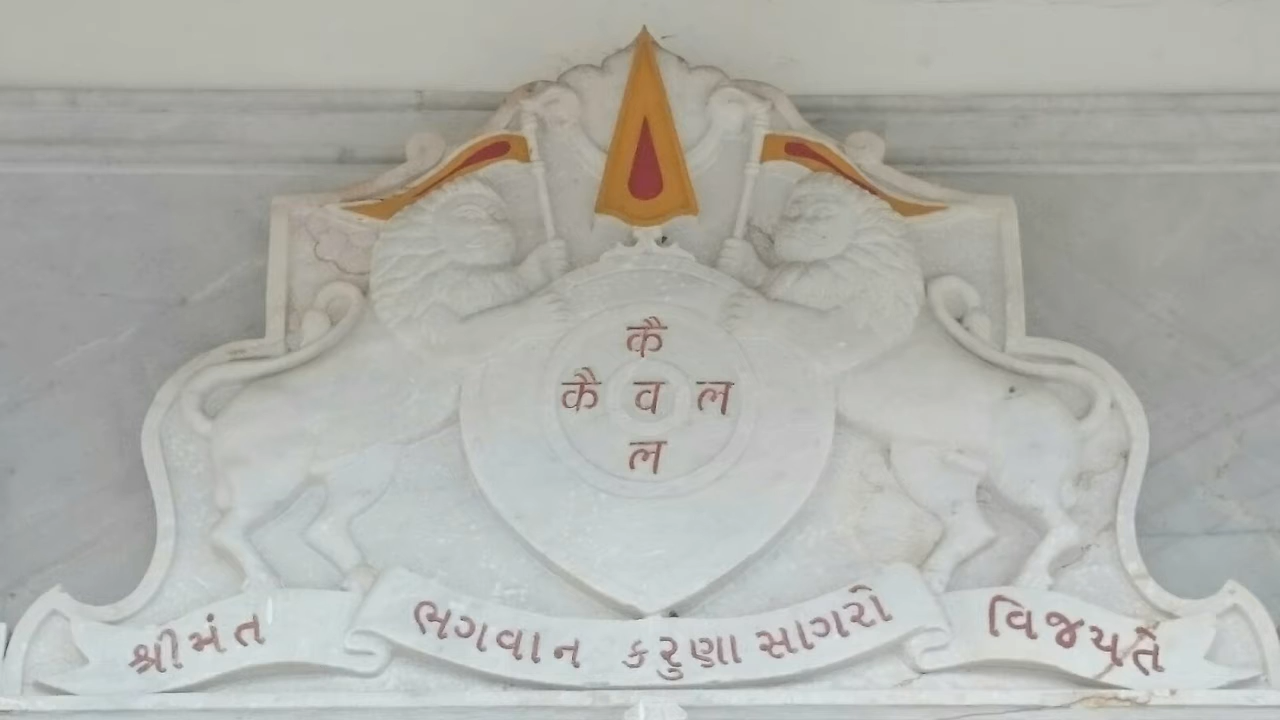 कै
कै व ल
ल
શ્રીમંત ભગવાન કરુણા સાગરો વિજયતે